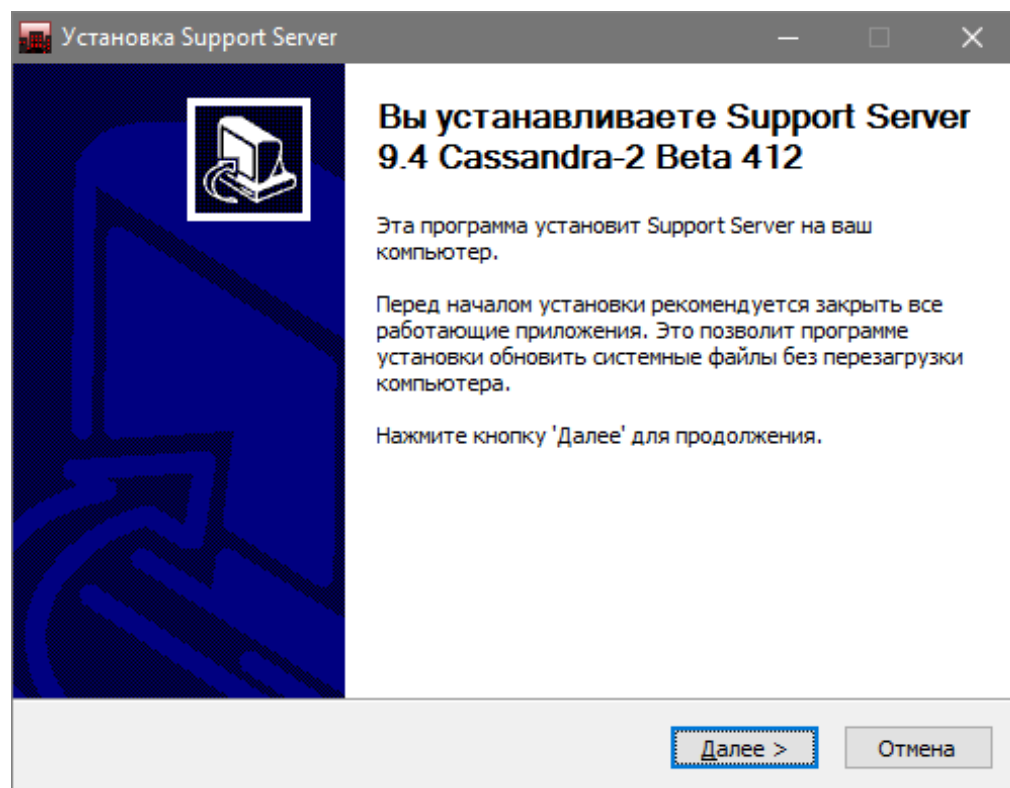 Установка Support Server
Вы устанавливаете Support Server
9.4 Cassandra-2 Beta 412
Эта программа установит Support Server на ваш
компьютер.
Перед началом установки рекомендуется закрыть все
работающие приложения. Это позволит программе
установки обновить системные файлы без перезагрузки
компьютера.
Нажмите кнопку 'Далее' для продолжения.
Далее >
Отмена